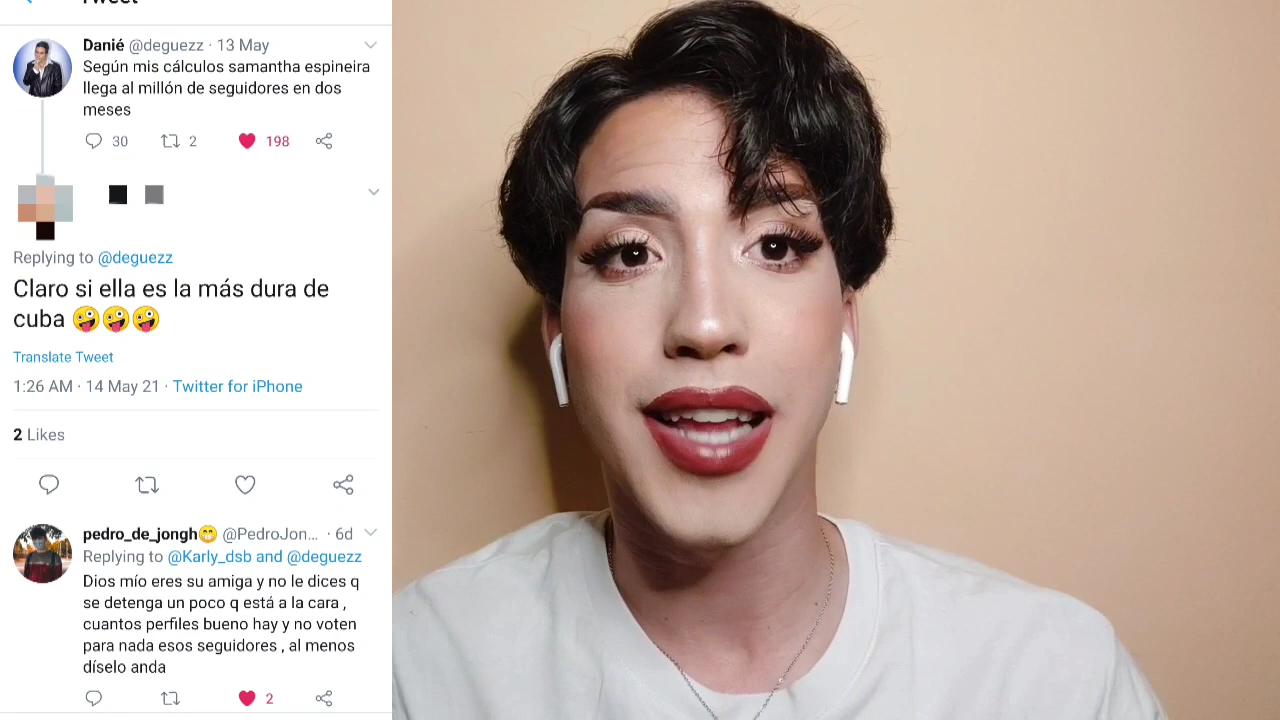 Danié @deguezz · 13 May
Según mis cálculos samantha espineira
llega al millón de seguidores en dos
meses
30 2 198
Replying to @deguezz
Claro si ella es la más dura de
cuba 🤪🤪🤪
Translate Tweet
1:26 AM · 14 May 21 · Twitter for iPhone
2 Likes
pedro_de_jongh😁 @PedroJon... · 6d
Replying to @Karly_dsb and @deguezz
Dios mío eres su amiga y no le dices q
se detenga un poco q está a la cara ,
cuantos perfiles bueno hay y no voten
para nada esos seguidores , al menos
díselo anda
2